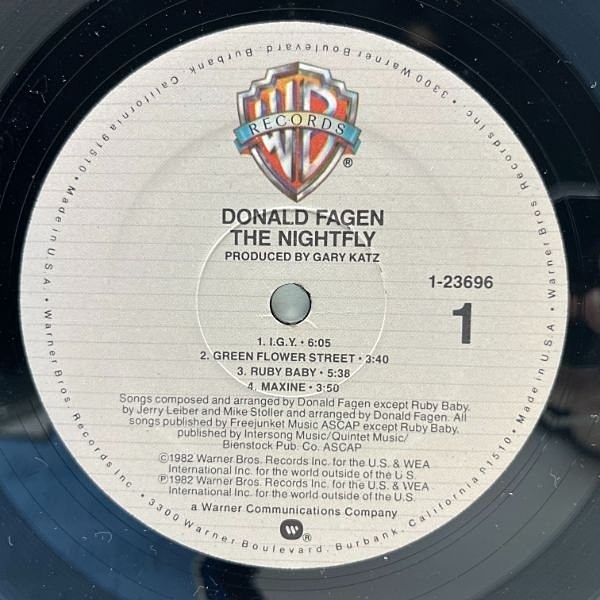 WB
RECORDS
®
DONALD FAGEN
THE NIGHTFLY
PRODUCED BY GARY KATZ
1-23696
1
1. I.G.Y. • 6:05
2. GREEN FLOWER STREET • 3:40
3. RUBY BABY • 5:38
4. MAXINE • 3:50
Songs composed and arranged by Donald Fagen except Ruby Baby,
by Jerry Leiber and Mike Stoller and arranged by Donald Fagen. All
songs published by Freejunket Music ASCAP except Ruby Baby,
published by Intersong Music/Quintet Music/
Bienstock Pub. Co. ASCAP
©1982 Warner Bros. Records Inc. for the U.S. & WEA
International Inc. for the world outside of the U.S.
℗1982 Warner Bros. Records Inc. for the U.S. & WEA
International Inc. for the world outside of the U.S.
a Warner Communications Company
®
Warner Bros. Records Inc. • 3300 Warner Boulevard, Burbank, California 91510 • Made in U.S.A. • Warner Bros. Records Inc. • 3300 Warner Boulevard, Burbank, California 91510 • Made in U.S.A. •